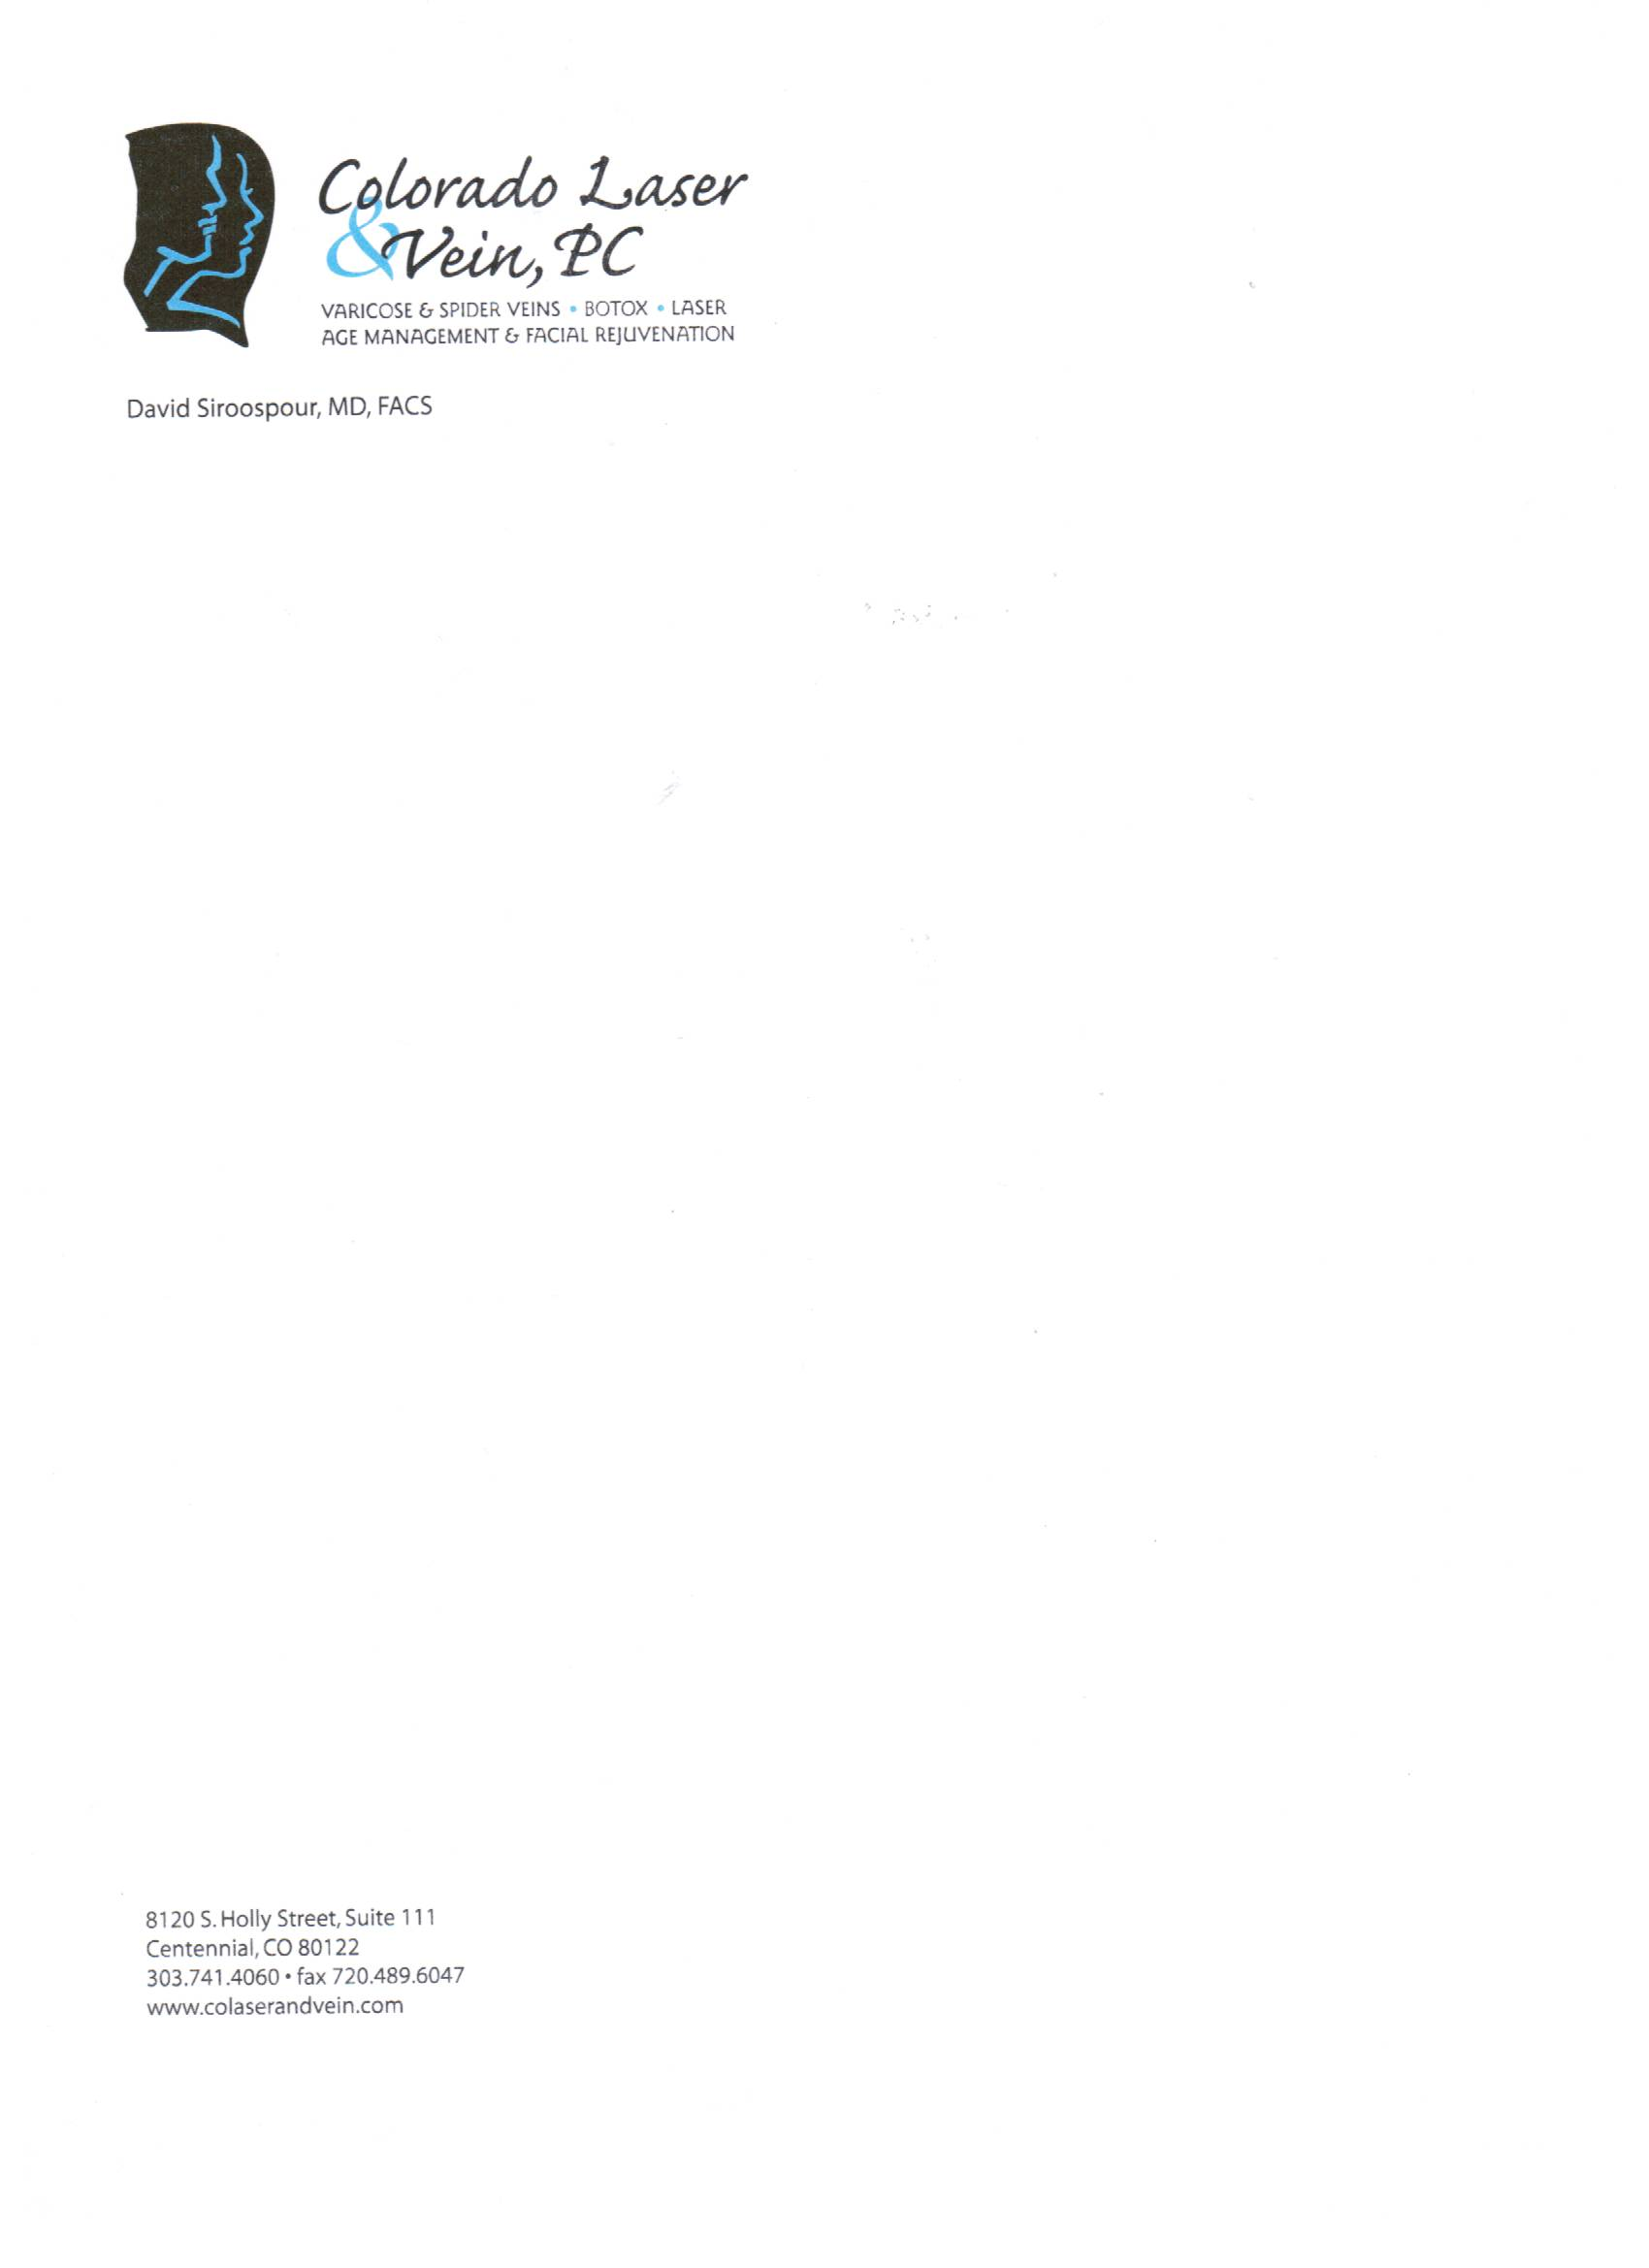 Colorado Laser
& Vein, PC
VARICOSE & SPIDER VEINS • BOTOX • LASER
AGE MANAGEMENT & FACIAL REJUVENATION
David Siroospour, MD, FACS
8120 S. Holly Street, Suite 111
Centennial, CO 80122
303.741.4060 • fax 720.489.6047
www.colaserandvein.com